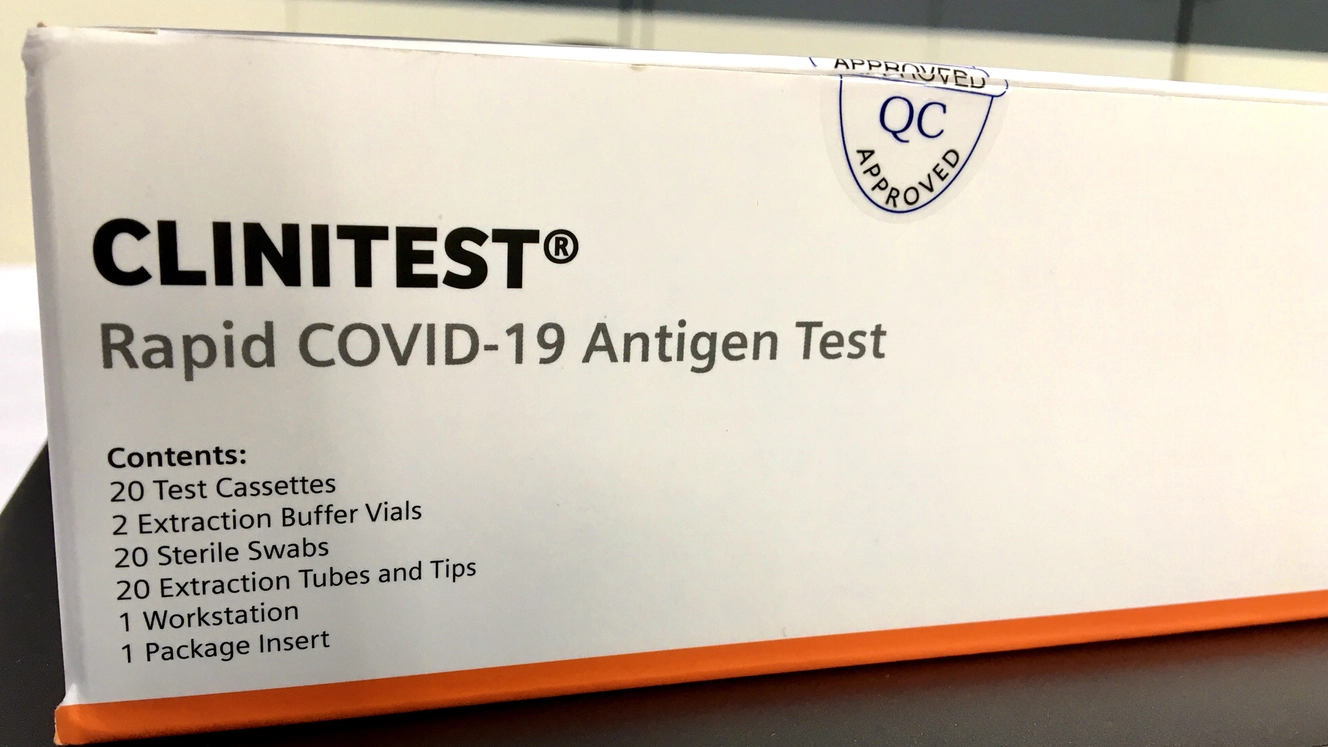 APPROVED
QC
APPROVED
CLINITEST®
Rapid COVID-19 Antigen Test
Contents:
20 Test Cassettes
2 Extraction Buffer Vials
20 Sterile Swabs
20 Extraction Tubes and Tips
1 Workstation
1 Package Insert